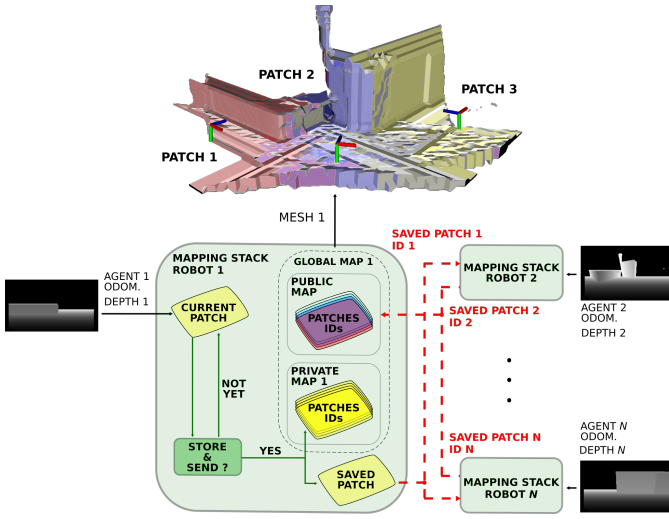 PATCH 2
PATCH 3
PATCH 1
MESH 1
SAVED PATCH 1
ID 1
MAPPING STACK
ROBOT 1
GLOBAL MAP 1
PUBLIC
MAP
PATCHES
IDs
AGENT 1
ODOM.
DEPTH 1
CURRENT
PATCH
MAPPING STACK
ROBOT 2
AGENT 2
ODOM.
DEPTH 2
SAVED PATCH 2
ID 2
PRIVATE
MAP 1
PATCHES
IDs
NOT
YET
STORE
&
SEND ?
YES
SAVED
PATCH
SAVED PATCH N
ID N
MAPPING STACK
ROBOT N
AGENT N
ODOM.
DEPTH N